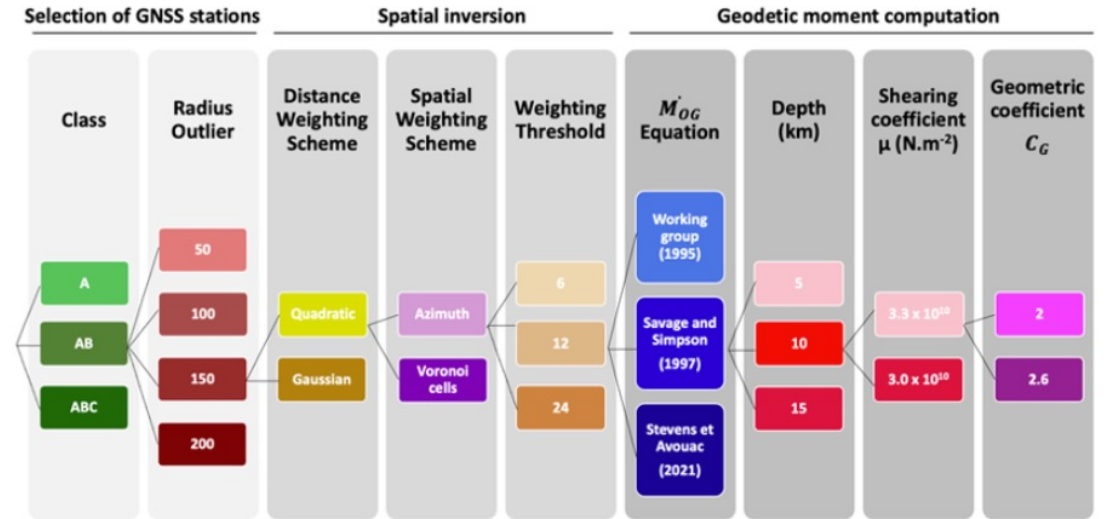 Selection of GNSS stations
Spatial inversion
Geodetic moment computation
Class
Radius
Outlier
Distance
Weighting
Scheme
Spatial
Weighting
Scheme
Weighting
Threshold
Ṁ_OG
Equation
Depth
(km)
Shearing
coefficient
μ (N.m⁻²)
Geometric
coefficient
C_G
A
AB
ABC
50
100
150
200
Quadratic
Gaussian
Azimuth
Voronoi
cells
6
12
24
Working
group
(1995)
Savage and
Simpson
(1997)
Stevens et
Avouac
(2021)
5
10
15
3.3 x 10¹⁰
3.0 x 10¹⁰
2
2.6